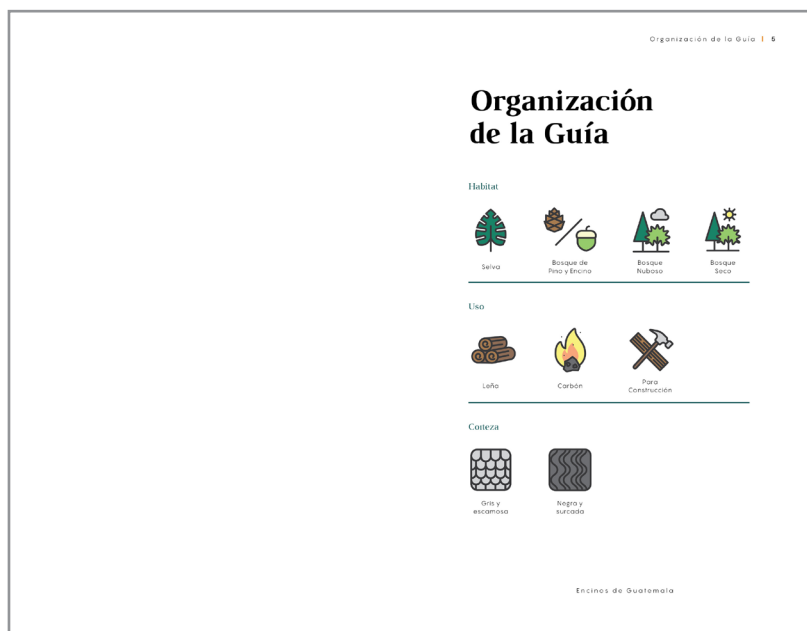 Organización de la Guía | 5
Organización
de la Guía
Habitat
Selva
Bosque de
Pino y Encino
Bosque
Nuboso
Bosque
Seco
Uso
Leña
Carbón
Para
Construcción
Corteza
Gris y
escamosa
Negra y
surcada
Encinos de Guatemala